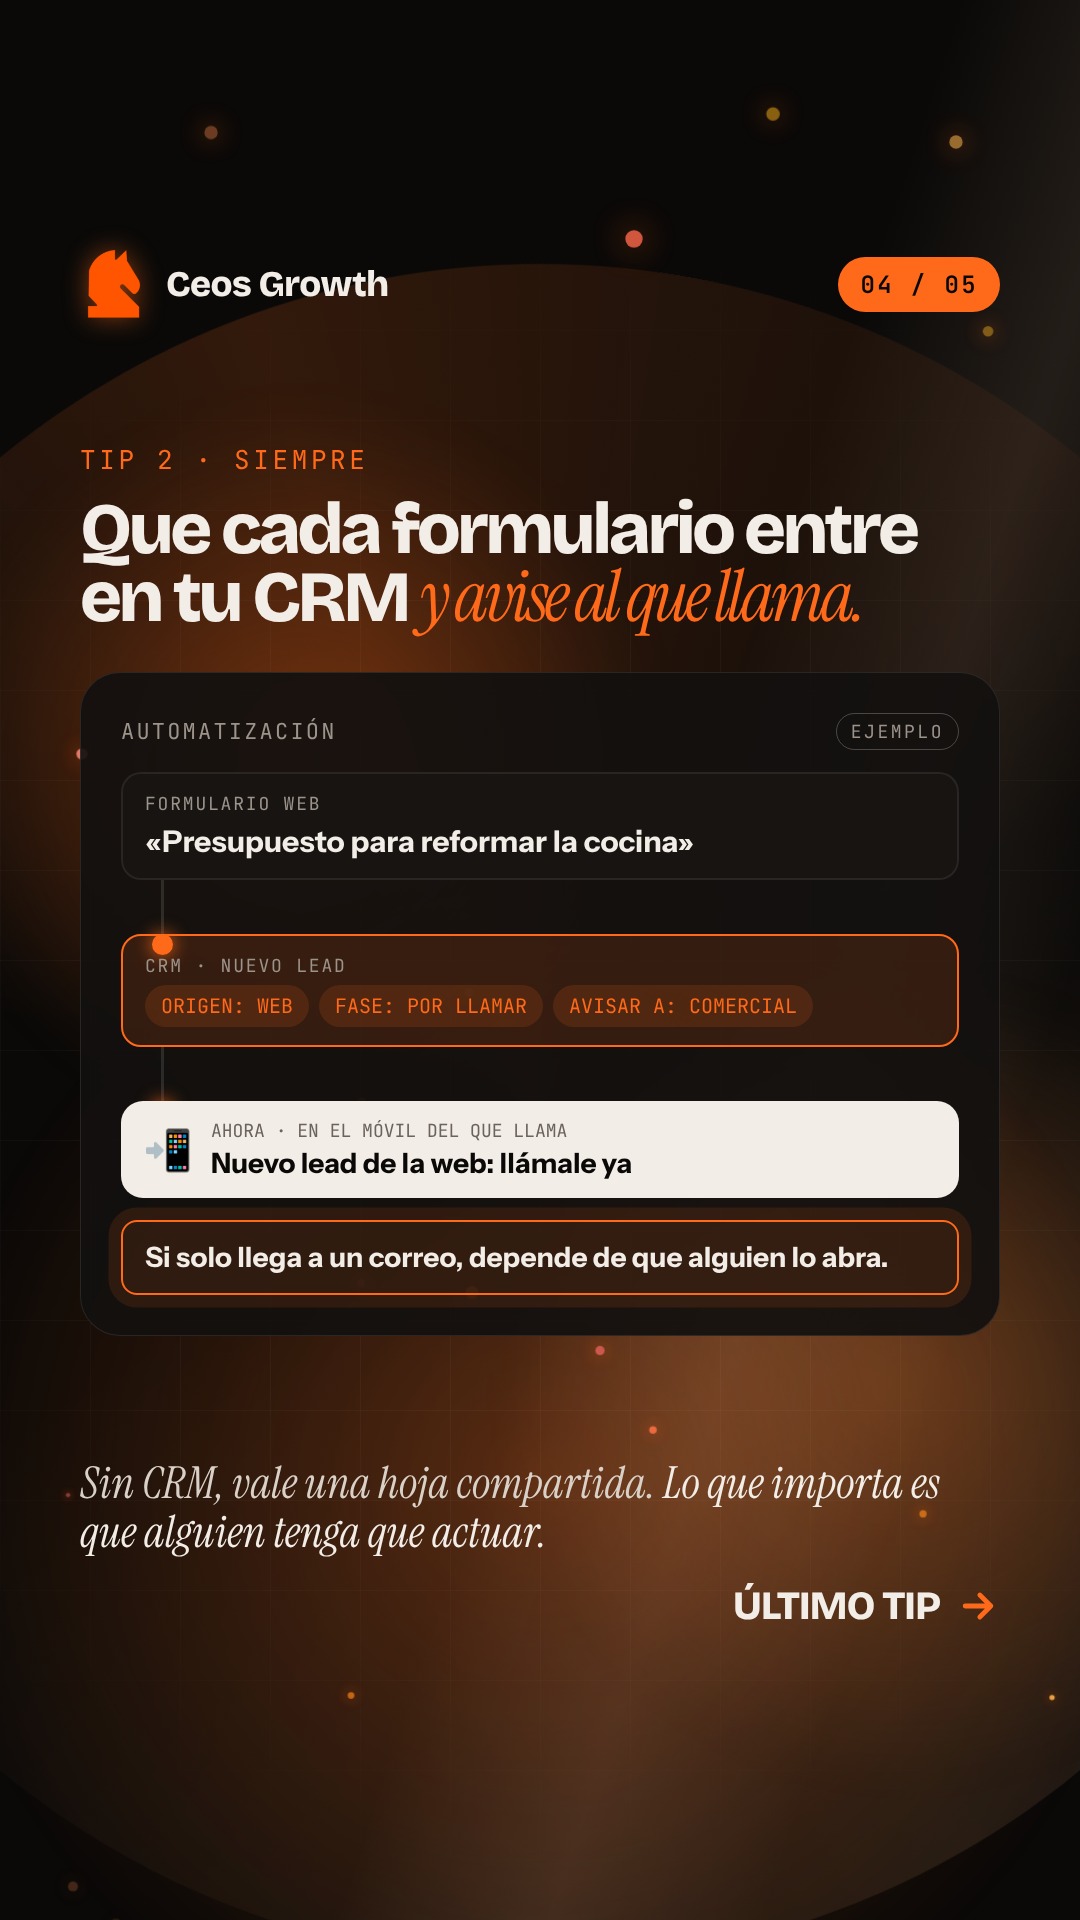 Ceos Growth
04 / 05
TIP 2 · SIEMPRE
Que cada formulario entre
en tu CRM y avise al que llama.
AUTOMATIZACIÓN
EJEMPLO
FORMULARIO WEB
«Presupuesto para reformar la cocina»
CRM · NUEVO LEAD
ORIGEN: WEB
FASE: POR LLAMAR
AVISAR A: COMERCIAL
AHORA · EN EL MÓVIL DEL QUE LLAMA
Nuevo lead de la web: llámale ya
Si solo llega a un correo, depende de que alguien lo abra.
Sin CRM, vale una hoja compartida. Lo que importa es
que alguien tenga que actuar.
ÚLTIMO TIP →